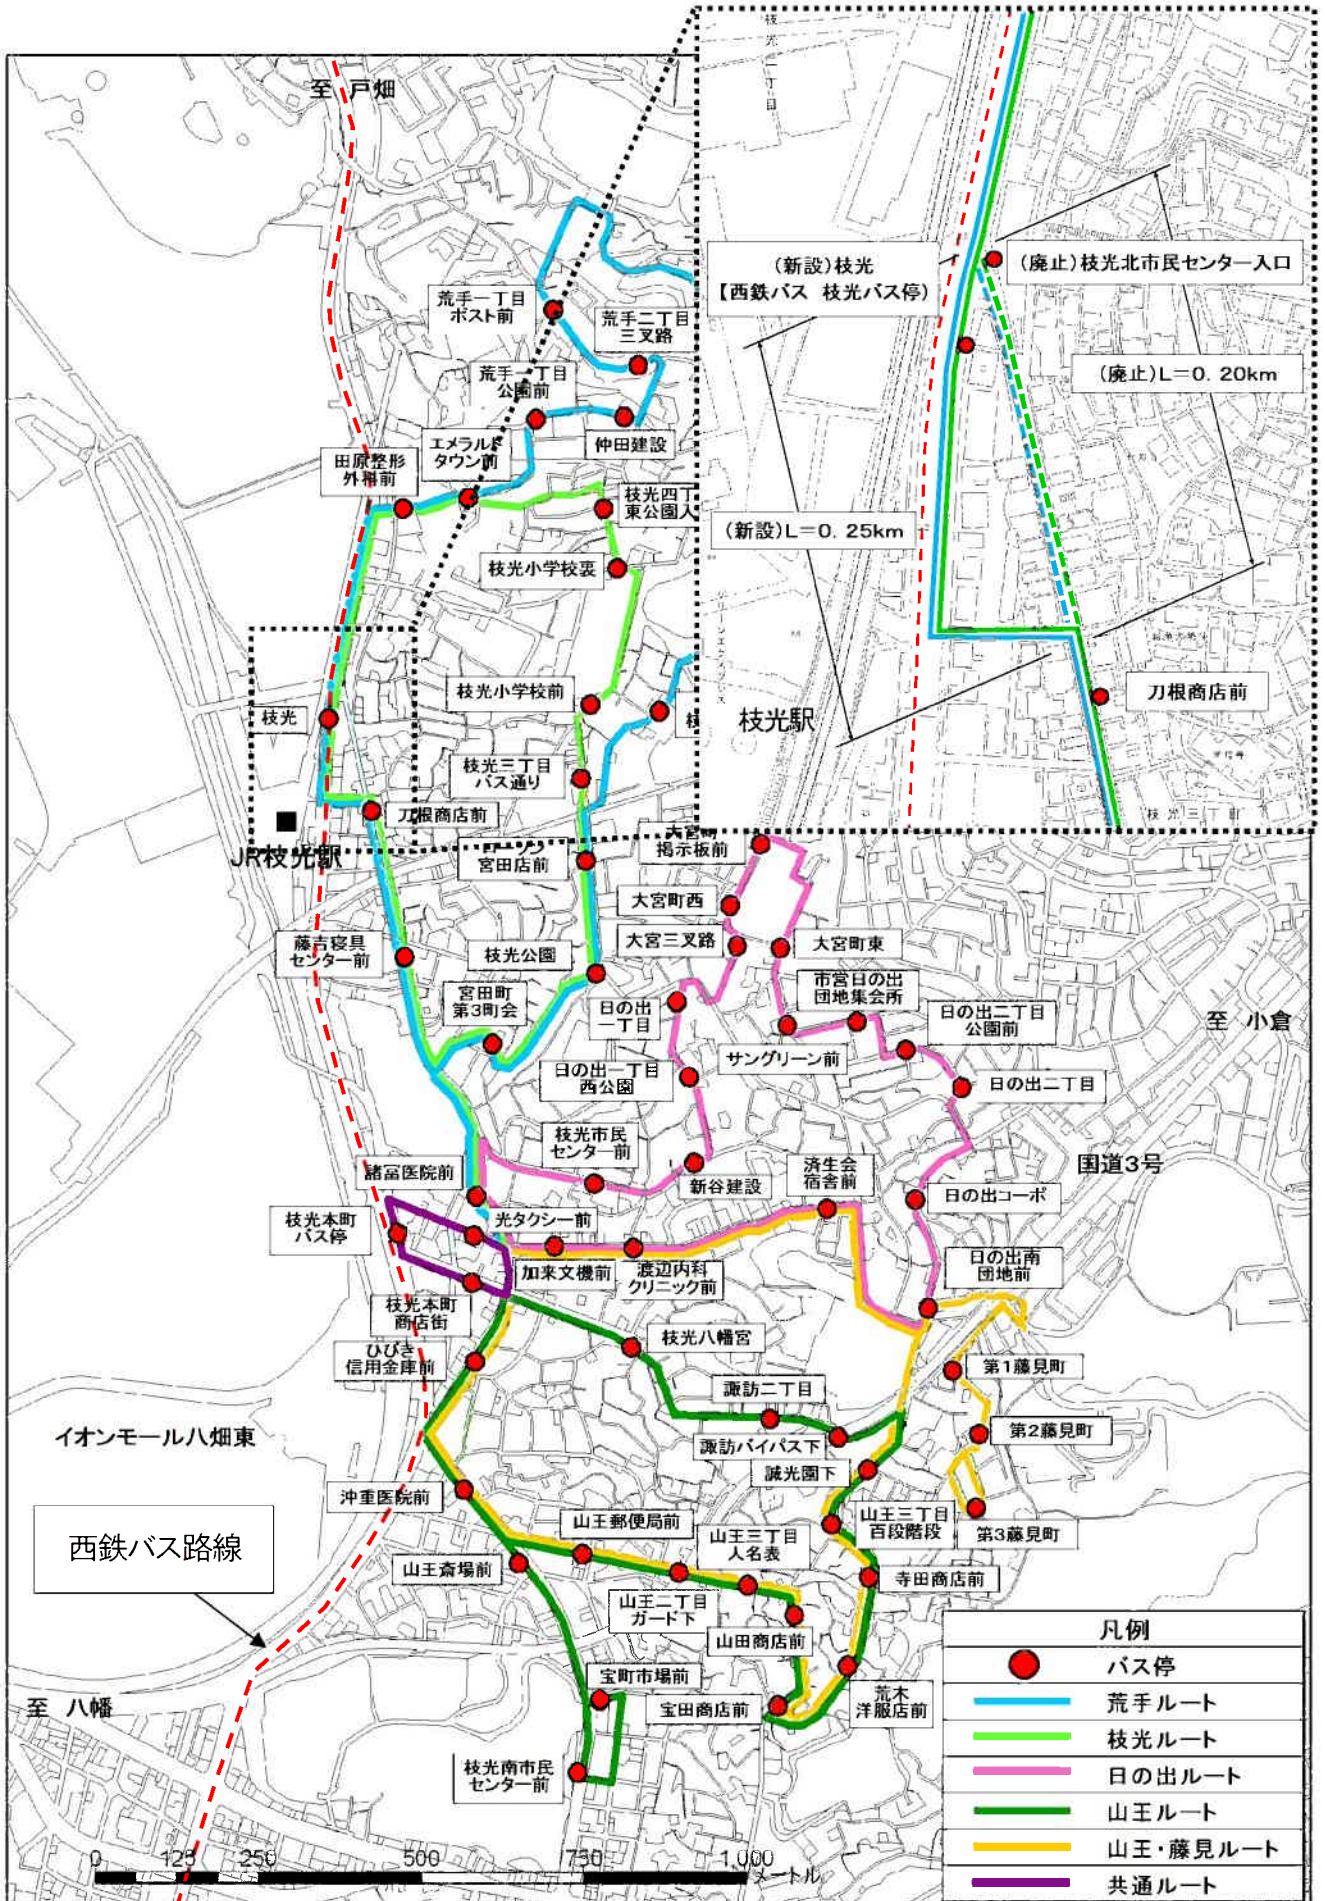 至 戸畑
枝光一丁目
(新設)枝光
【西鉄バス 枝光バス停)
(廃止)枝光北市民センター入口
(廃止)L=0. 20km
(新設)L=0. 25km
枝光駅
刀根商店前
枝光三丁目
荒手一丁目
ポスト前
荒手二丁目
三叉路
荒手一丁目
公園前
仲田建設
エメラルド
タウン前
田原整形
外科前
枝光四丁
東公園入
枝光小学校裏
枝光小学校前
枝光
枝光三丁目
バス通り
刀根商店前
JR枝光駅
宮田店前
掲示板前
大宮町西
大宮三叉路
大宮町東
藤吉寝具
センター前
枝光公園
宮田町
第3町会
日の出
一丁目
市営日の出
団地集会所
日の出二丁目
公園前
至 小倉
サングリーン前
日の出一丁目
西公園
日の出二丁目
枝光市民
センター前
諸冨医院前
新谷建設
済生会
宿舎前
国道3号
日の出コーポ
枝光本町
バス停
光タクシー前
加来文機前
渡辺内科
クリニック前
日の出南
団地前
枝光本町
商店街
ひびき
信用金庫前
枝光八幡宮
第1藤見町
諏訪二丁目
諏訪バイパス下
第2藤見町
イオンモール八畑東
誠光園下
沖重医院前
山王郵便局前
山王三丁目
人名表
山王三丁目
百段階段
第3藤見町
西鉄バス路線
山王斎場前
山王二丁目
ガード下
寺田商店前
山田商店前
宝町市場前
宝田商店前
荒木
洋服店前
至 八幡
枝光南市民
センター前
凡例
バス停
荒手ルート
枝光ルート
日の出ルート
山王ルート
山王・藤見ルート
共通ルート
0 125 250 500 750 1,000
メートル